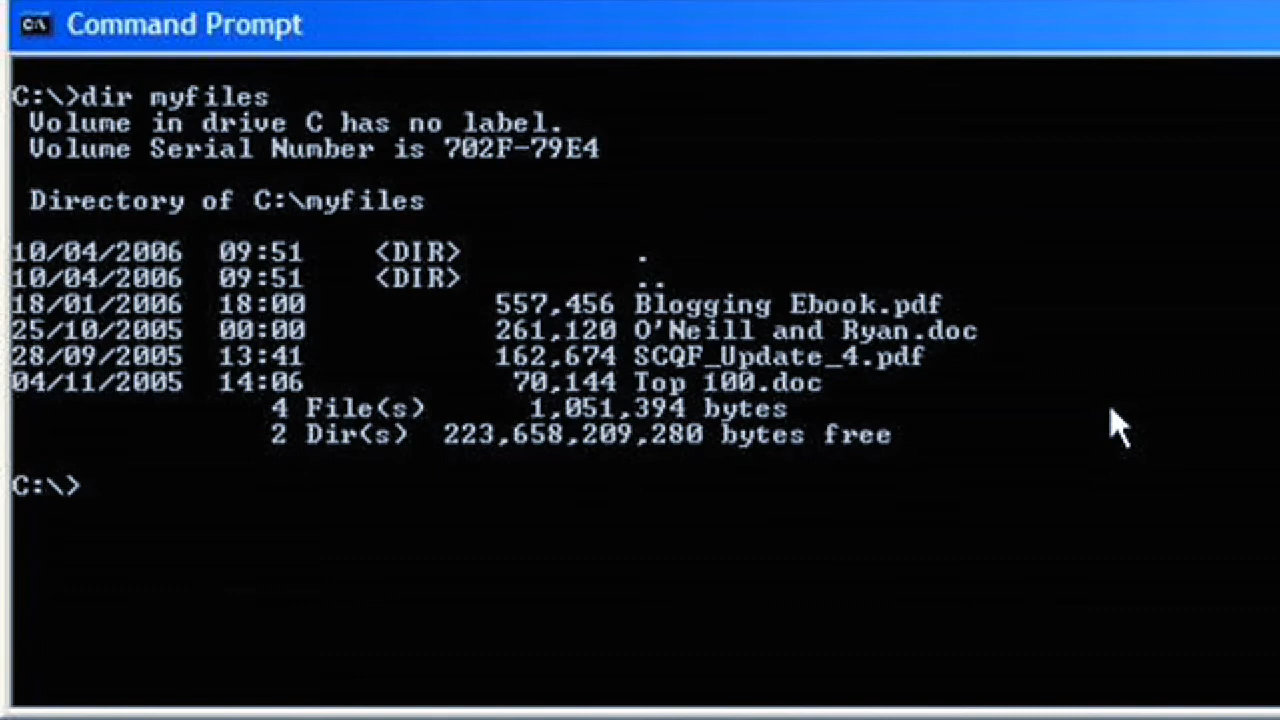 Command Prompt
C:\>dir myfiles
 Volume in drive C has no label.
 Volume Serial Number is 702F-79E4
 Directory of C:\myfiles
10/04/2006  09:51    <DIR>          .
10/04/2006  09:51    <DIR>          ..
18/01/2006  18:00           557,456 Blogging Ebook.pdf
25/10/2005  00:00           261,120 O'Neill and Ryan.doc
28/09/2005  13:41           162,674 SCQF_Update_4.pdf
04/11/2005  14:06            70,144 Top 100.doc
               4 File(s)      1,051,394 bytes
               2 Dir(s)  223,658,209,280 bytes free
C:\>